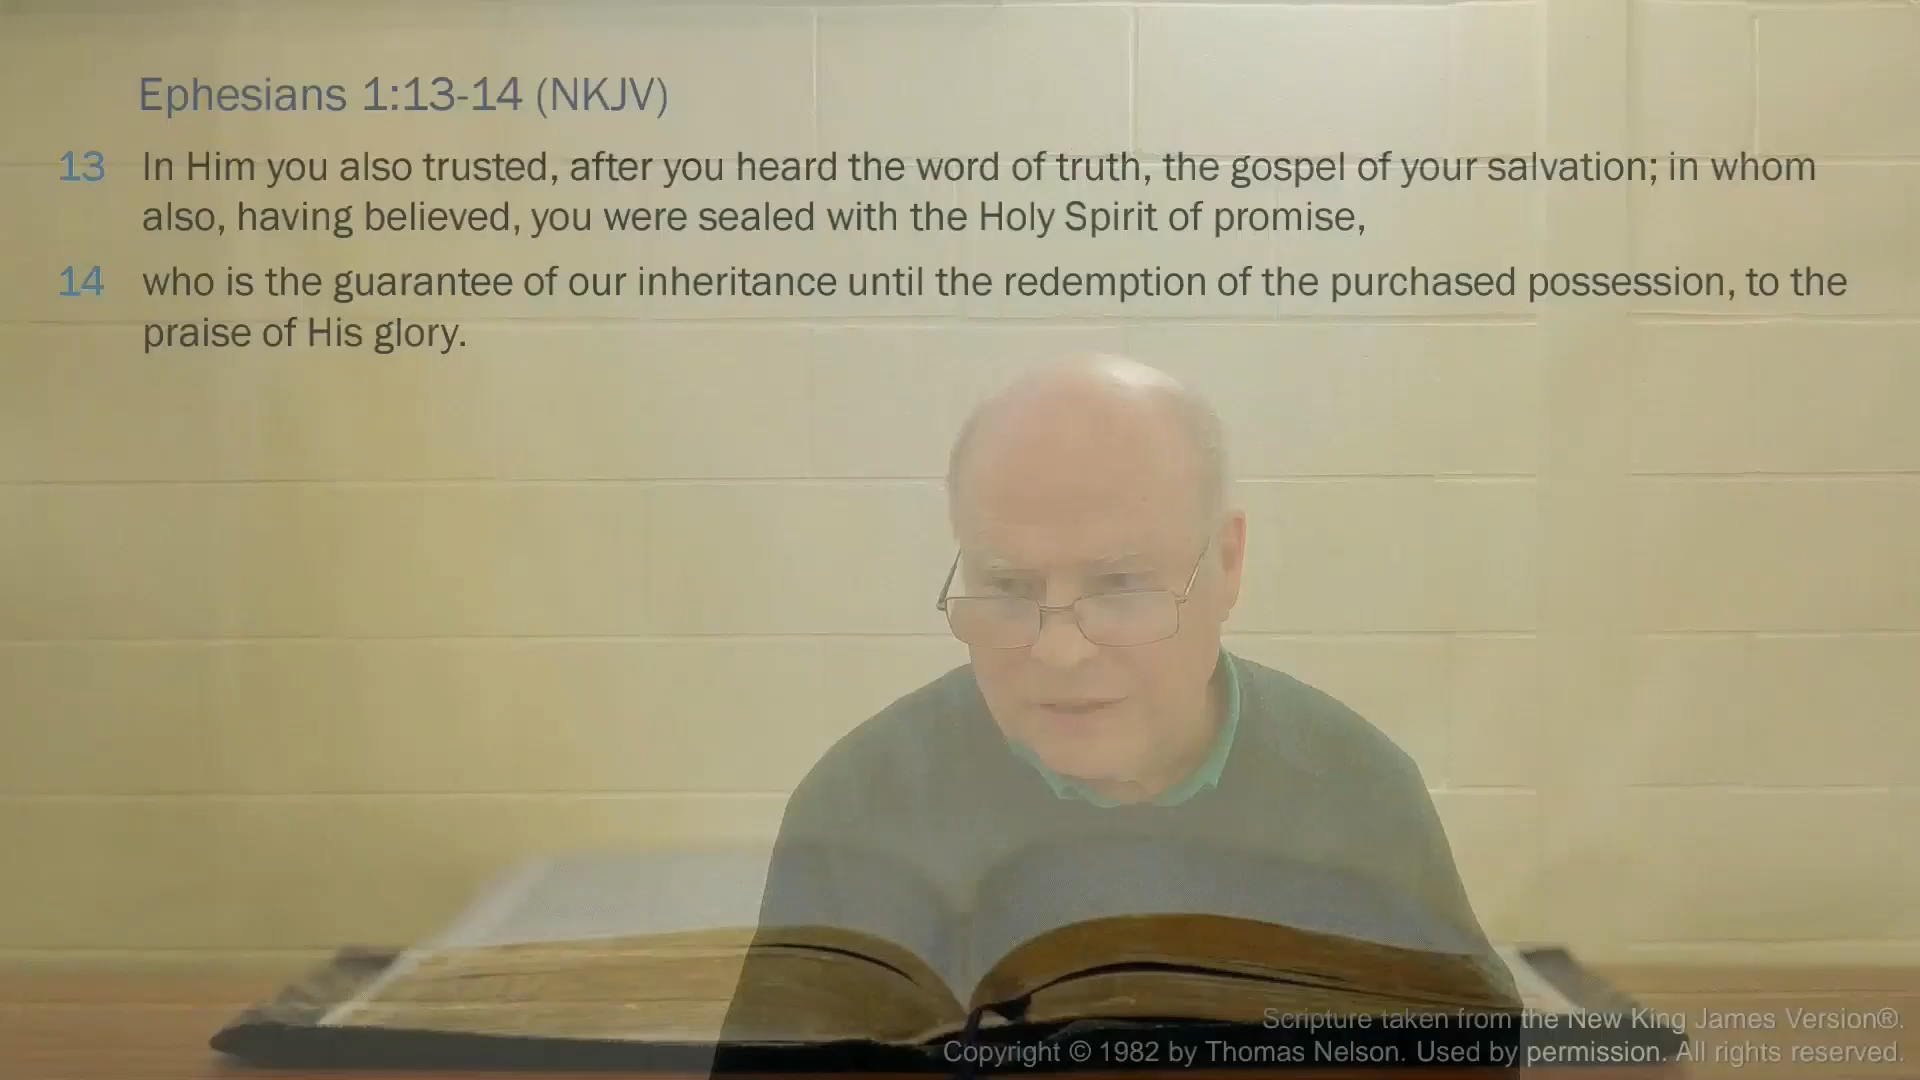 Ephesians 1:13-14 (NKJV)
13 In Him you also trusted, after you heard the word of truth, the gospel of your salvation; in whom
also, having believed, you were sealed with the Holy Spirit of promise,
14 who is the guarantee of our inheritance until the redemption of the purchased possession, to the
praise of His glory.
Scripture taken from the New King James Version®.
Copyright © 1982 by Thomas Nelson. Used by permission. All rights reserved.